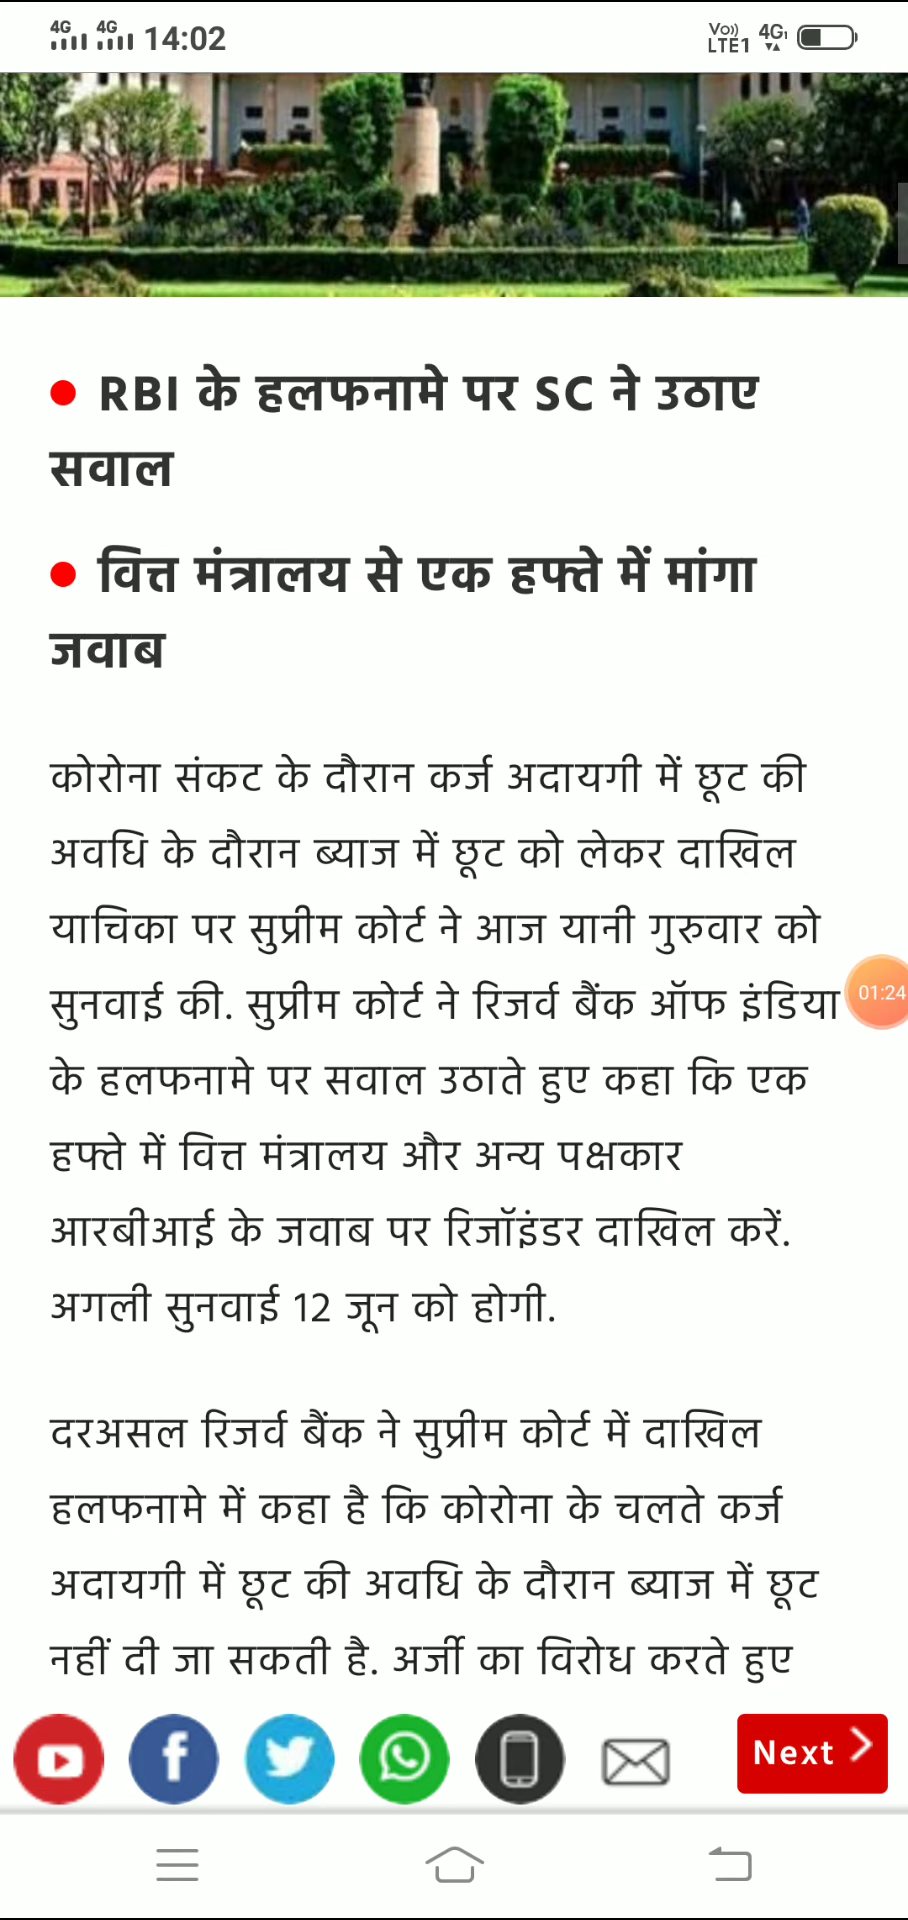 4G 4G 14:02 Vo)) LTE1 4G1
RBI के हलफनामे पर SC ने उठाए
सवाल
वित्त मंत्रालय से एक हफ्ते में मांगा
जवाब
कोरोना संकट के दौरान कर्ज अदायगी में छूट की
अवधि के दौरान ब्याज में छूट को लेकर दाखिल
याचिका पर सुप्रीम कोर्ट ने आज यानी गुरुवार को
सुनवाई की. सुप्रीम कोर्ट ने रिजर्व बैंक ऑफ इंडिया
01:24
के हलफनामे पर सवाल उठाते हुए कहा कि एक
हफ्ते में वित्त मंत्रालय और अन्य पक्षकार
आरबीआई के जवाब पर रिजॉइंडर दाखिल करें.
अगली सुनवाई 12 जून को होगी.
दरअसल रिजर्व बैंक ने सुप्रीम कोर्ट में दाखिल
हलफनामे में कहा है कि कोरोना के चलते कर्ज
अदायगी में छूट की अवधि के दौरान ब्याज में छूट
नहीं दी जा सकती है. अर्जी का विरोध करते हुए
Next